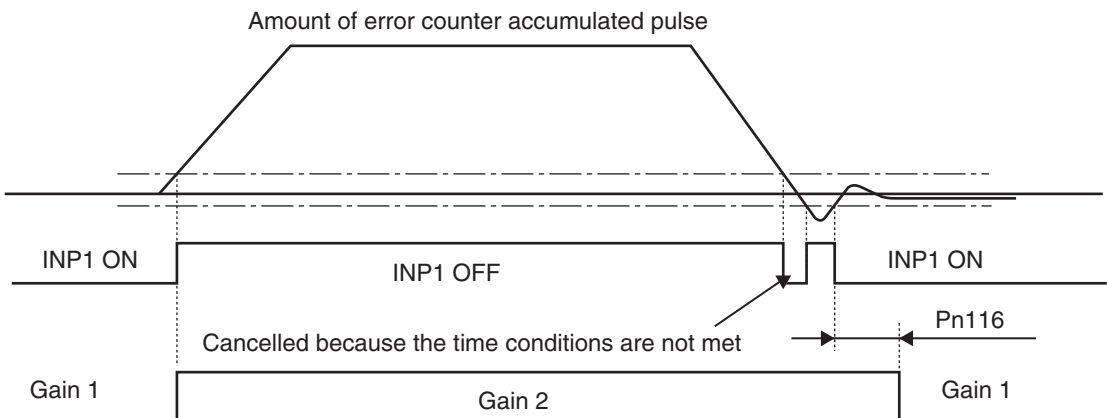 Amount of error counter accumulated pulse
INP1 ON
INP1 OFF
INP1 ON
Pn116
Cancelled because the time conditions are not met
Gain 1
Gain 2
Gain 1